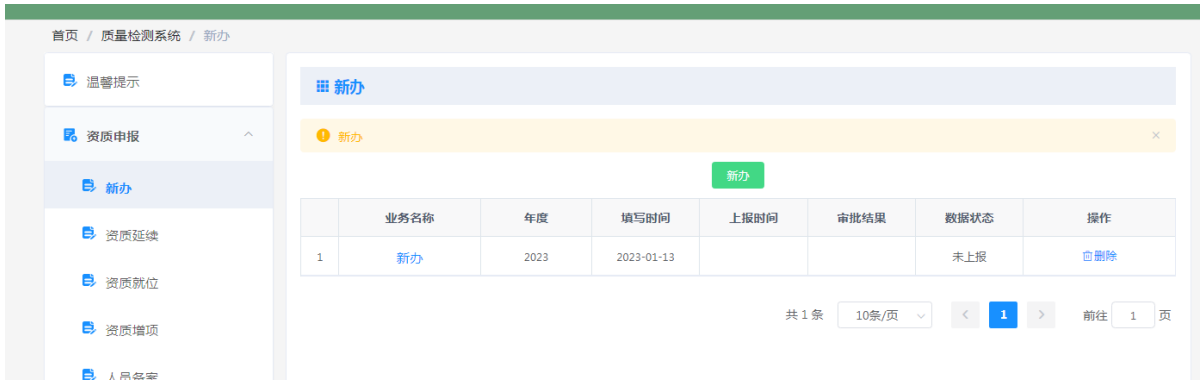 首页 / 质量检测系统 / 新办
温馨提示
资质申报
新办
资质延续
资质就位
资质增项
人员备案
新办
新办
新办
业务名称 年度 填写时间 上报时间 审批结果 数据状态 操作
1 新办 2023 2023-01-13 未上报 删除
共 1 条 10条/页 1 前往 1 页